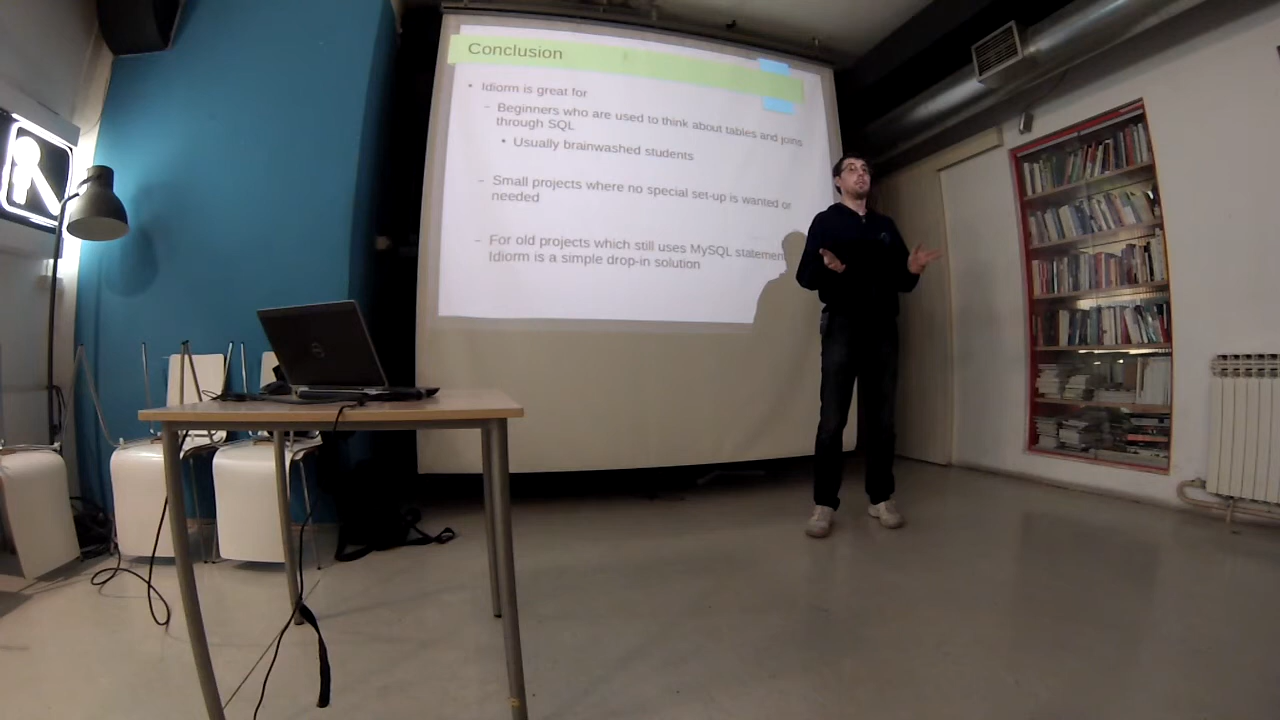 Conclusion
• Idiorm is great for
– Beginners who are used to think about tables and joins
through SQL
• Usually brainwashed students
– Small projects where no special set-up is wanted or
needed
– For old projects which still uses MySQL statement
Idiorm is a simple drop-in solution